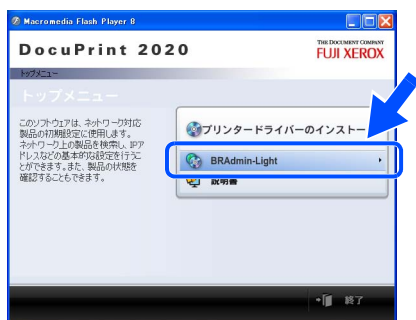 Macromedia Flash Player 8
DocuPrint 2020
THE DOCUMENT COMPANY
FUJI XEROX
トップメニュー
トップメニュー
このソフトウェアは、ネットワーク対応
製品の初期設定に使用します。
ネットワーク上の製品を検索し、IPア
ドレスなどの基本的な設定を行うこ
とができます。また、製品の状態を
確認することもできます。
プリンタードライバーのインストー
BRAdmin-Light
説明書
終了